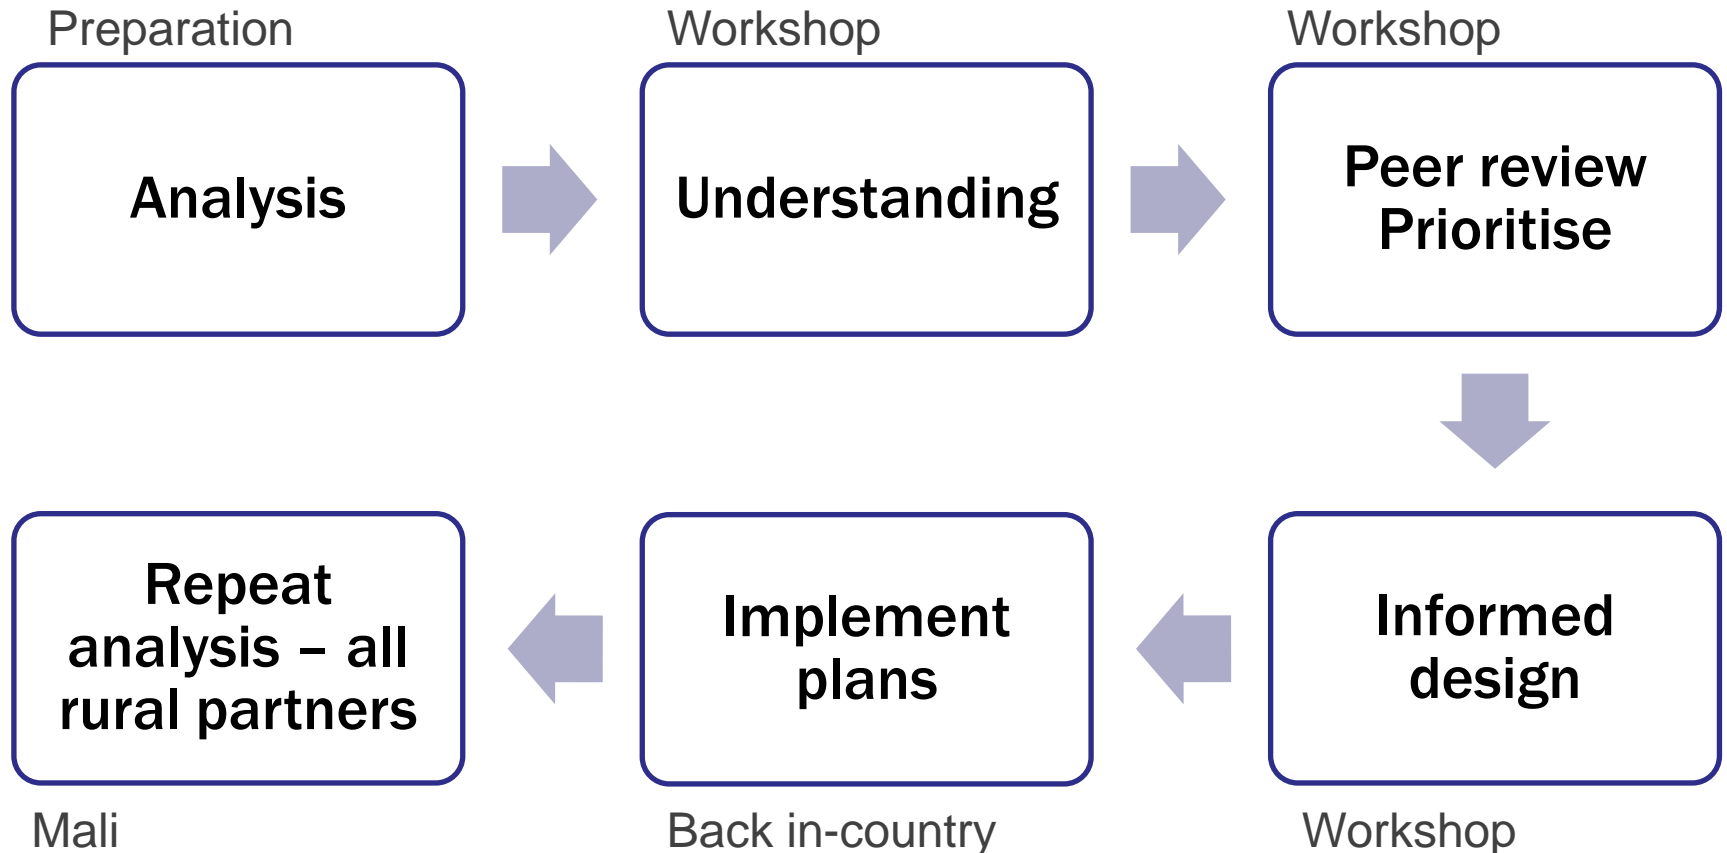 Preparation
Workshop
Workshop
Analysis
Understanding
Peer review
Prioritise
Repeat
analysis – all
rural partners
Implement
plans
Informed
design
Mali
Back in-country
Workshop